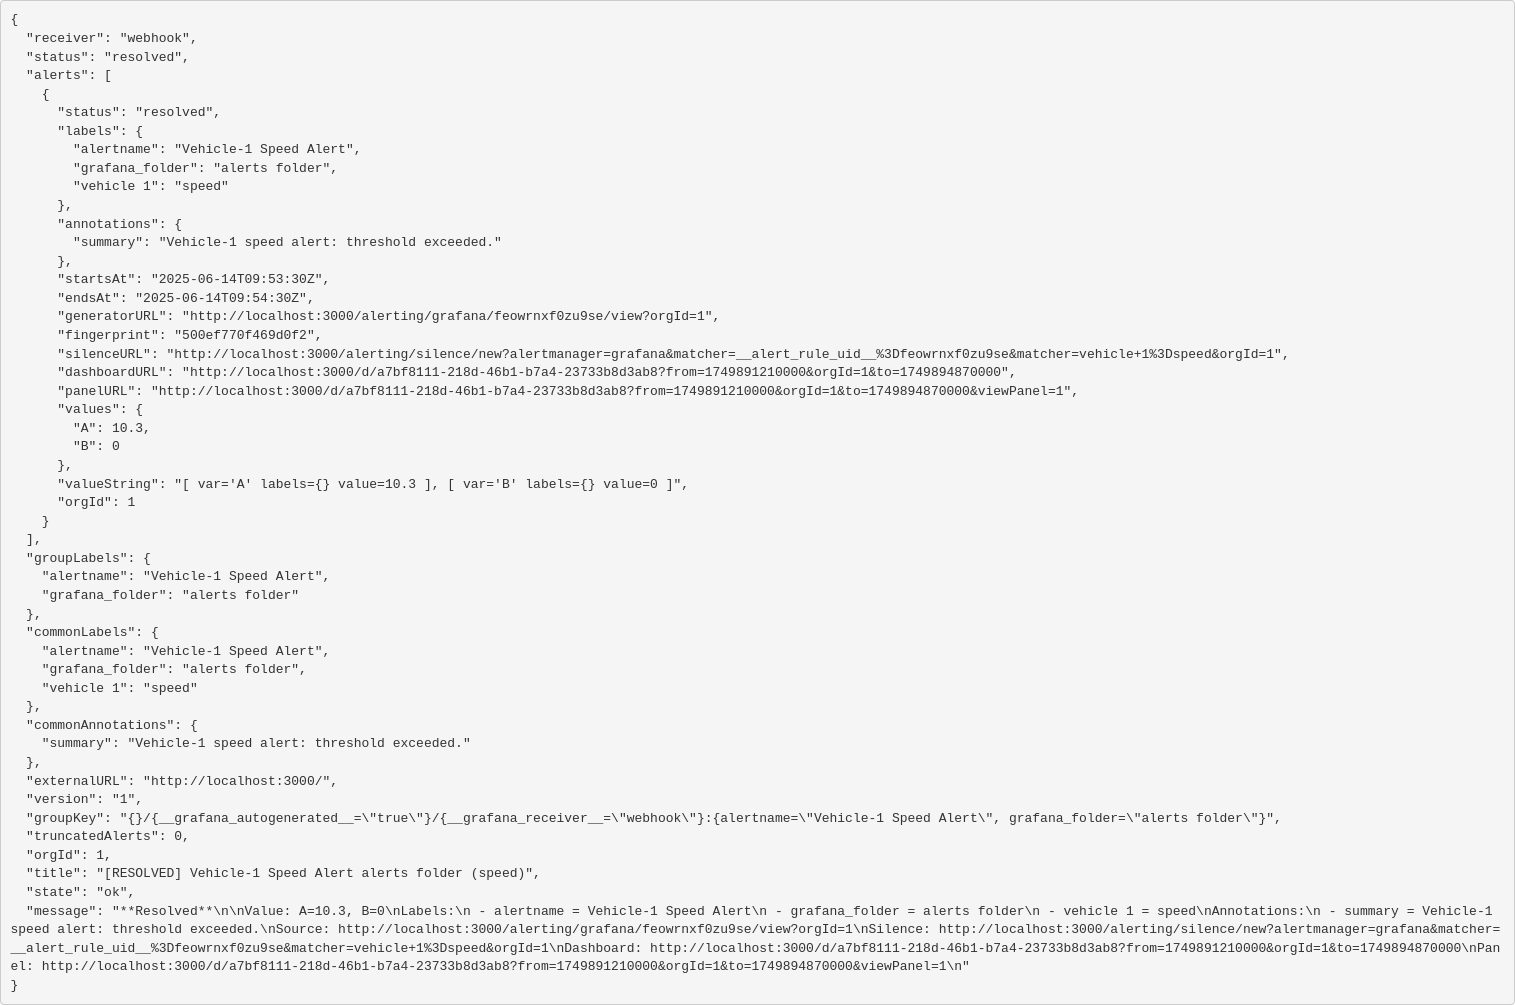 {
  "receiver": "webhook",
  "status": "resolved",
  "alerts": [
    {
      "status": "resolved",
      "labels": {
        "alertname": "Vehicle-1 Speed Alert",
        "grafana_folder": "alerts folder",
        "vehicle 1": "speed"
      },
      "annotations": {
        "summary": "Vehicle-1 speed alert: threshold exceeded."
      },
      "startsAt": "2025-06-14T09:53:30Z",
      "endsAt": "2025-06-14T09:54:30Z",
      "generatorURL": "http://localhost:3000/alerting/grafana/feowrnxf0zu9se/view?orgId=1",
      "fingerprint": "500ef770f469d0f2",
      "silenceURL": "http://localhost:3000/alerting/silence/new?alertmanager=grafana&matcher=__alert_rule_uid__%3Dfeowrnxf0zu9se&matcher=vehicle+1%3Dspeed&orgId=1",
      "dashboardURL": "http://localhost:3000/d/a7bf8111-218d-46b1-b7a4-23733b8d3ab8?from=1749891210000&orgId=1&to=1749894870000",
      "panelURL": "http://localhost:3000/d/a7bf8111-218d-46b1-b7a4-23733b8d3ab8?from=1749891210000&orgId=1&to=1749894870000&viewPanel=1",
      "values": {
        "A": 10.3,
        "B": 0
      },
      "valueString": "[ var='A' labels={} value=10.3 ], [ var='B' labels={} value=0 ]",
      "orgId": 1
    }
  ],
  "groupLabels": {
    "alertname": "Vehicle-1 Speed Alert",
    "grafana_folder": "alerts folder"
  },
  "commonLabels": {
    "alertname": "Vehicle-1 Speed Alert",
    "grafana_folder": "alerts folder",
    "vehicle 1": "speed"
  },
  "commonAnnotations": {
    "summary": "Vehicle-1 speed alert: threshold exceeded."
  },
  "externalURL": "http://localhost:3000/",
  "version": "1",
  "groupKey": "{}/{__grafana_autogenerated__=\"true\"}/{__grafana_receiver__=\"webhook\"}:{alertname=\"Vehicle-1 Speed Alert\", grafana_folder=\"alerts folder\"}",
  "truncatedAlerts": 0,
  "orgId": 1,
  "title": "[RESOLVED] Vehicle-1 Speed Alert alerts folder (speed)",
  "state": "ok",
  "message": "**Resolved**\n\nValue: A=10.3, B=0\nLabels:\n - alertname = Vehicle-1 Speed Alert\n - grafana_folder = alerts folder\n - vehicle 1 = speed\nAnnotations:\n - summary = Vehicle-1
speed alert: threshold exceeded.\nSource: http://localhost:3000/alerting/grafana/feowrnxf0zu9se/view?orgId=1\nSilence: http://localhost:3000/alerting/silence/new?alertmanager=grafana&matcher=
__alert_rule_uid__%3Dfeowrnxf0zu9se&matcher=vehicle+1%3Dspeed&orgId=1\nDashboard: http://localhost:3000/d/a7bf8111-218d-46b1-b7a4-23733b8d3ab8?from=1749891210000&orgId=1&to=1749894870000\nPan
el: http://localhost:3000/d/a7bf8111-218d-46b1-b7a4-23733b8d3ab8?from=1749891210000&orgId=1&to=1749894870000&viewPanel=1\n"
}